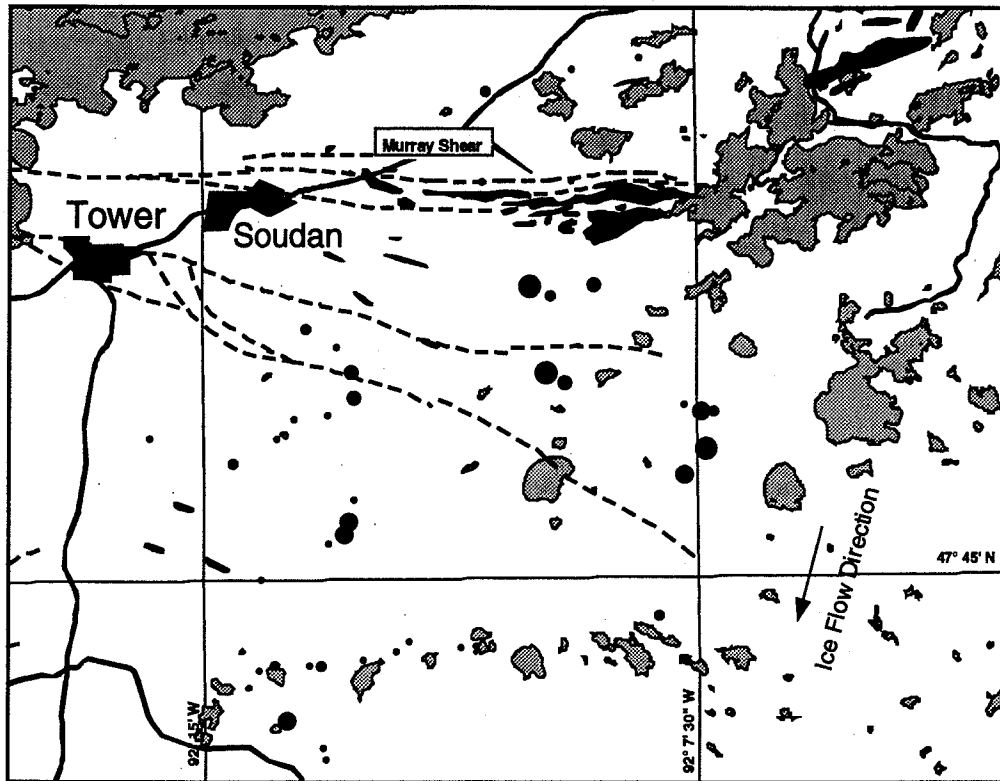 Murray Shear
Tower
Soudan
47° 45' N
Ice Flow Direction
92° 15' W
92° 7' 30" W